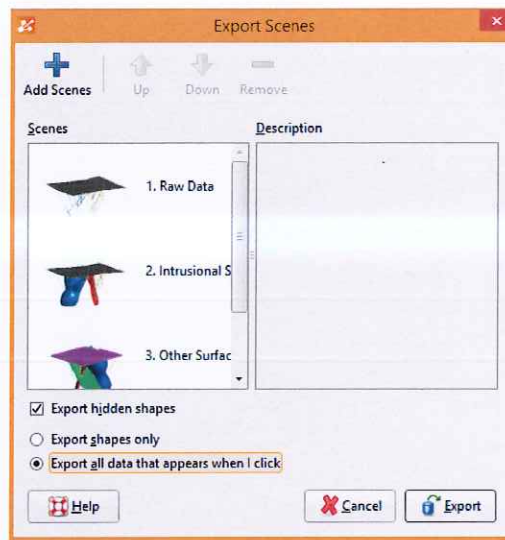 Export Scenes
Add Scenes Up Down Remove
Scenes Description
1. Raw Data
2. Intrusional S
3. Other Surfac
Export hidden shapes
Export shapes only
Export all data that appears when I click
Help Cancel Export